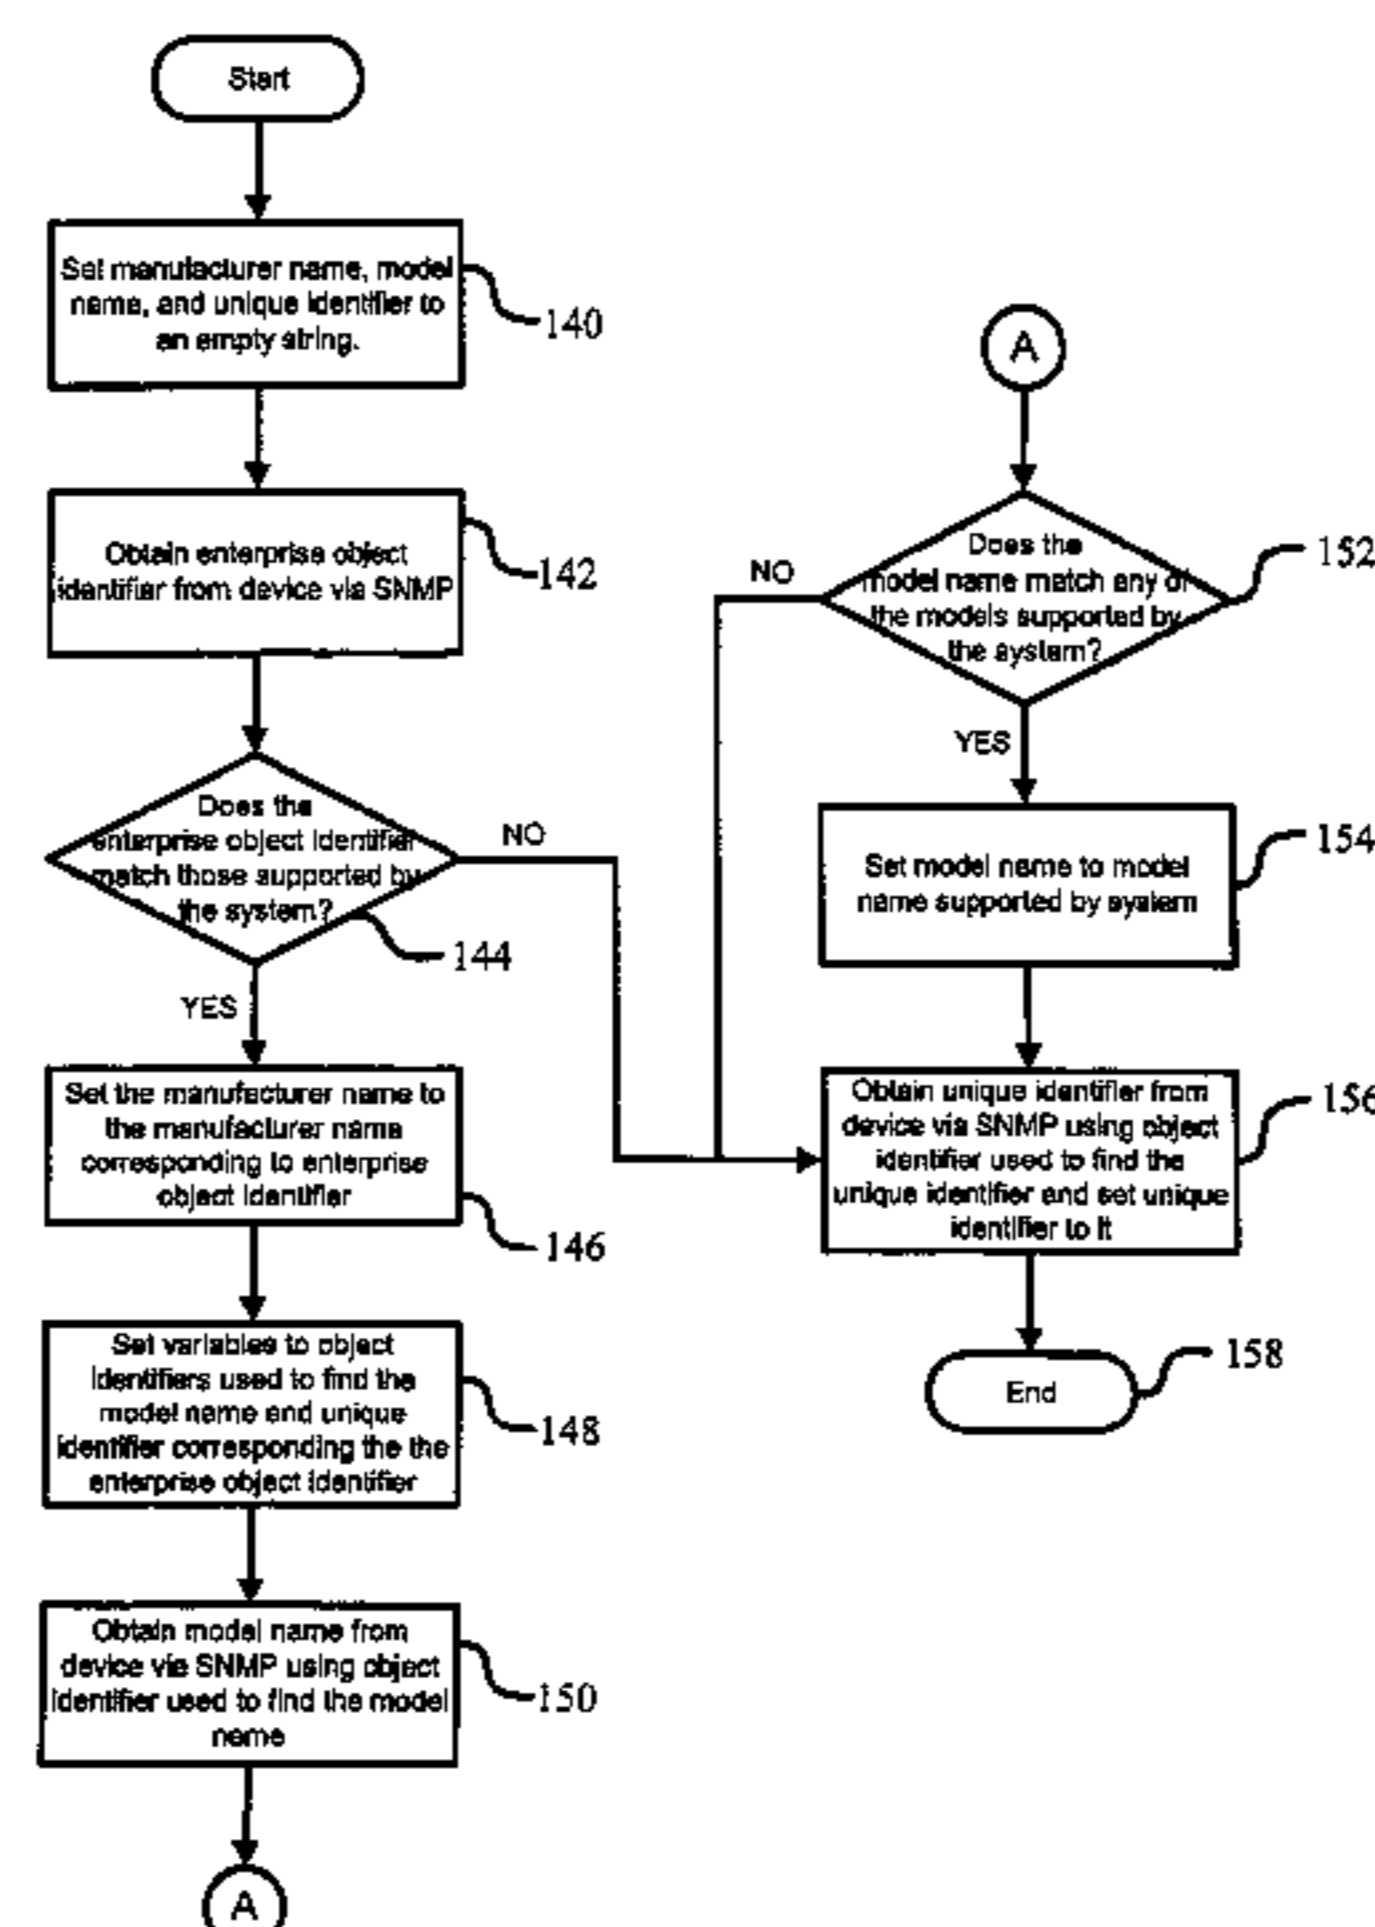 Start
Set manufacturer name, model
name, and unique identifier to
an empty string.
140
Obtain enterprise object
identifier from device via SNMP
142
Does the
enterprise object identifier
match those supported by
the system?
144
NO
YES
Set the manufacturer name to
the manufacturer name
corresponding to enterprise
object identifier
146
Set variables to object
identifiers used to find the
model name and unique
identifier corresponding the the
enterprise object identifier
148
Obtain model name from
device via SNMP using object
identifier used to find the model
name
150
A
A
Does the
model name match any of
the models supported by
the system?
152
NO
YES
Set model name to model
name supported by system
154
Obtain unique identifier from
device via SNMP using object
identifier used to find the
unique identifier and set unique
identifier to it
156
End
158